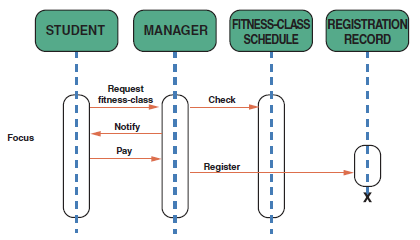 STUDENT
MANAGER
FITNESS-CLASS
SCHEDULE
REGISTRATION
RECORD
Request
fitness-class
Check
Notify
Focus
Pay
Register
X